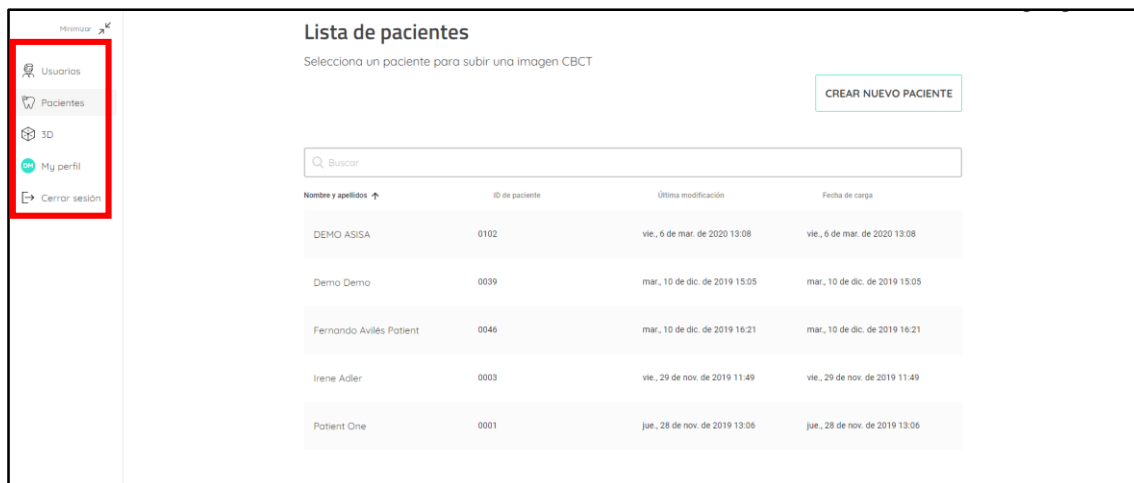 Minimizar
Usuarios
Pacientes
3D
DM My perfil
Cerrar sesión
Lista de pacientes
Selecciona un paciente para subir una imagen CBCT
CREAR NUEVO PACIENTE
Buscar
Nombre y apellidos ID de paciente Última modificación Fecha de carga
DEMO ASISA 0102 vie., 6 de mar. de 2020 13:08 vie., 6 de mar. de 2020 13:08
Demo Demo 0039 mar., 10 de dic. de 2019 15:05 mar., 10 de dic. de 2019 15:05
Fernando Avilés Patient 0046 mar., 10 de dic. de 2019 16:21 mar., 10 de dic. de 2019 16:21
Irene Adler 0003 vie., 29 de nov. de 2019 11:49 vie., 29 de nov. de 2019 11:49
Patient One 0001 jue., 28 de nov. de 2019 13:06 jue., 28 de nov. de 2019 13:06